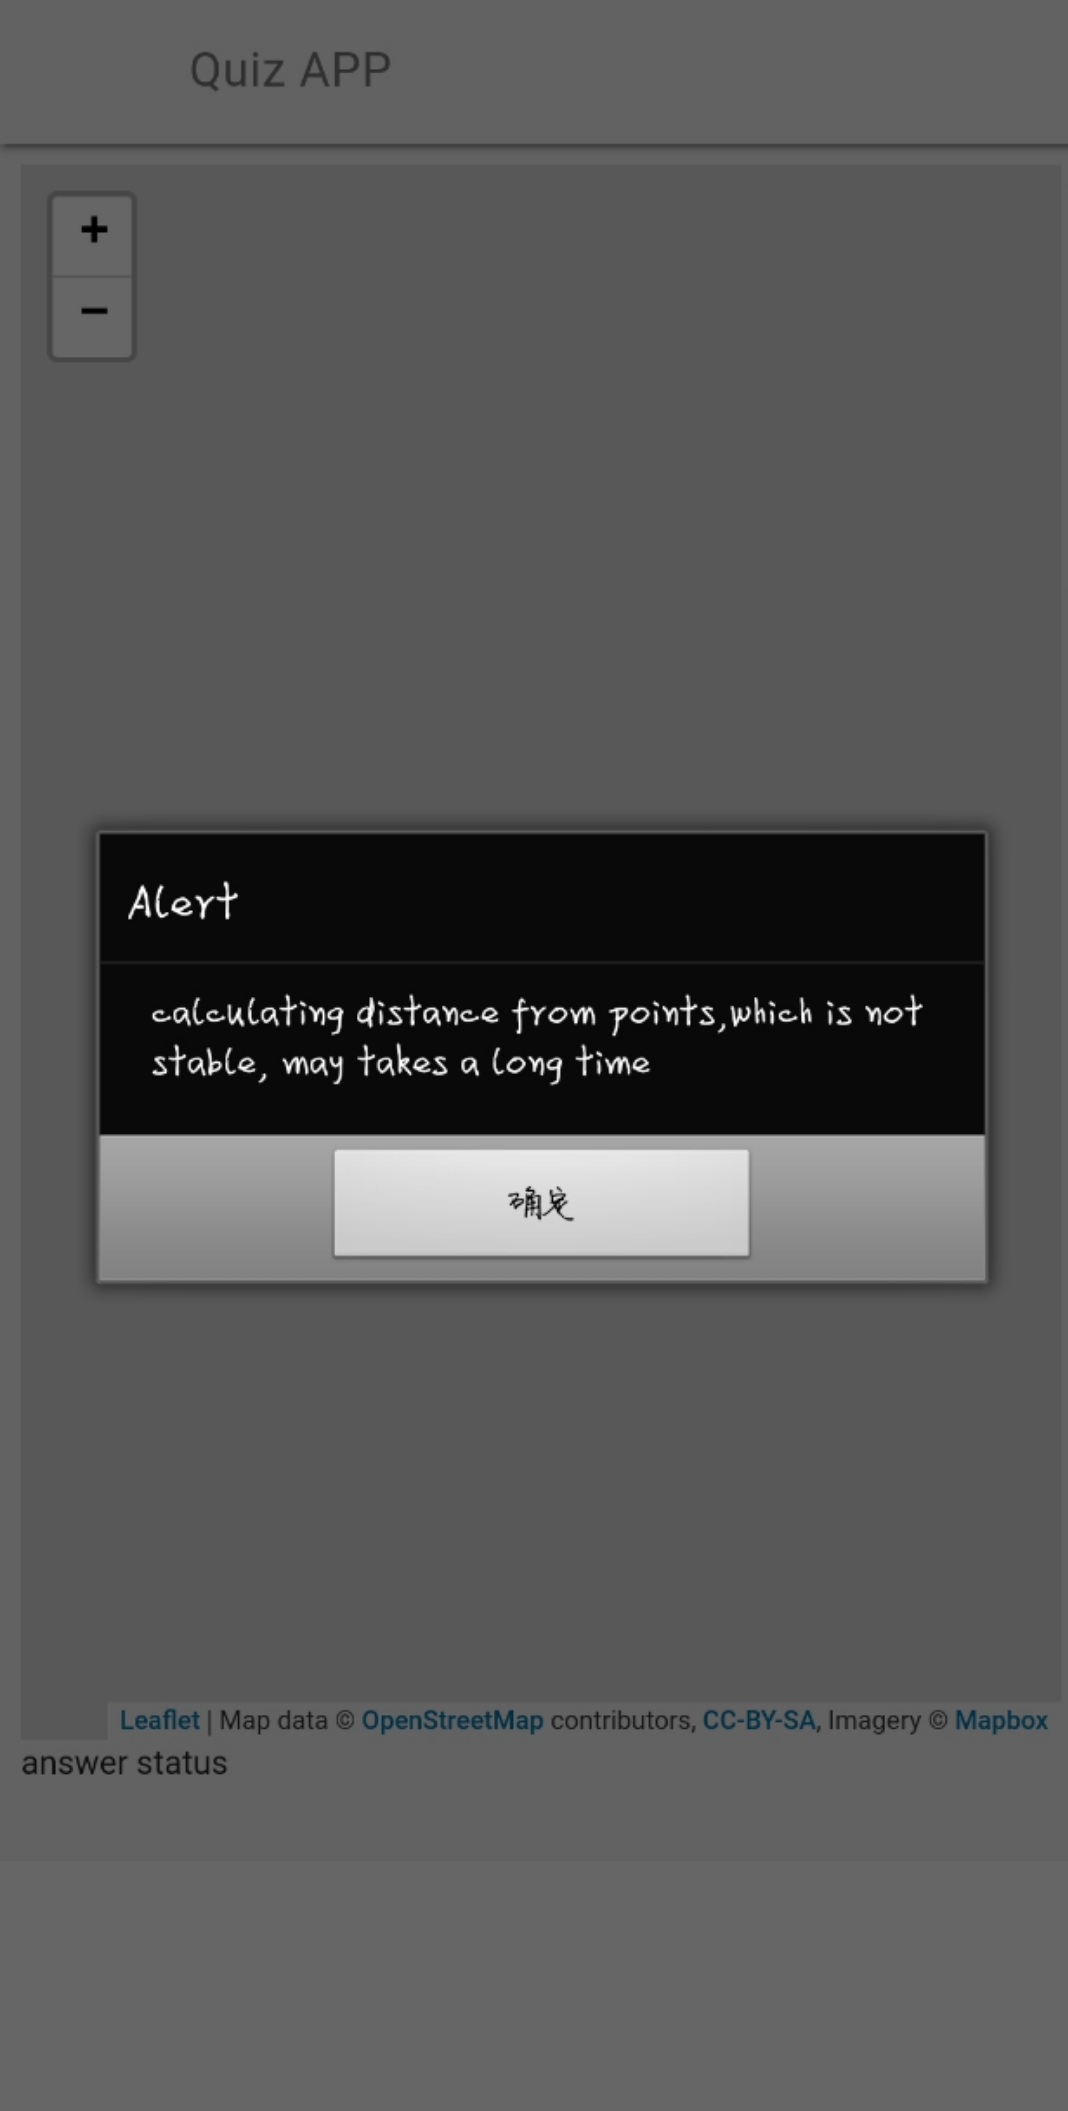 Quiz APP
+
−
Alert
calculating distance from points,which is not
stable, may takes a long time
确定
Leaflet | Map data © OpenStreetMap contributors, CC-BY-SA, Imagery © Mapbox
answer status